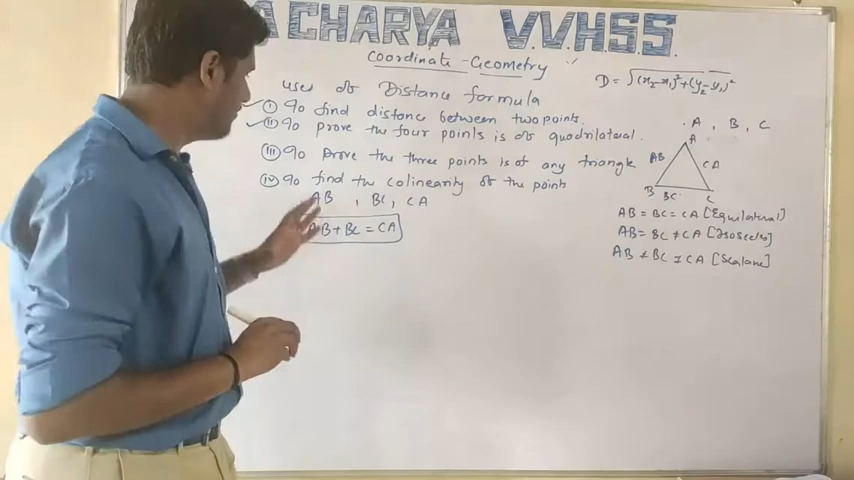 ACHARYA V.V.HSS.
Coordinate - Geometry
D = √(x₂-x₁)²+(y₂-y₁)²
uses of Distance formula
(i) To find distance between two points.
(ii) To prove the four points is of quadrilateral.
(iii) To Prove the three points is of any triangle
(iv) To find the colinearity of the points
AB , BC, CA
AB+BC = CA
A , B , C
A
AB CA
B BC C
AB = BC = CA [Equilateral]
AB = BC ≠ CA [Isosceles]
AB ≠ BC ≠ CA [Scalane]